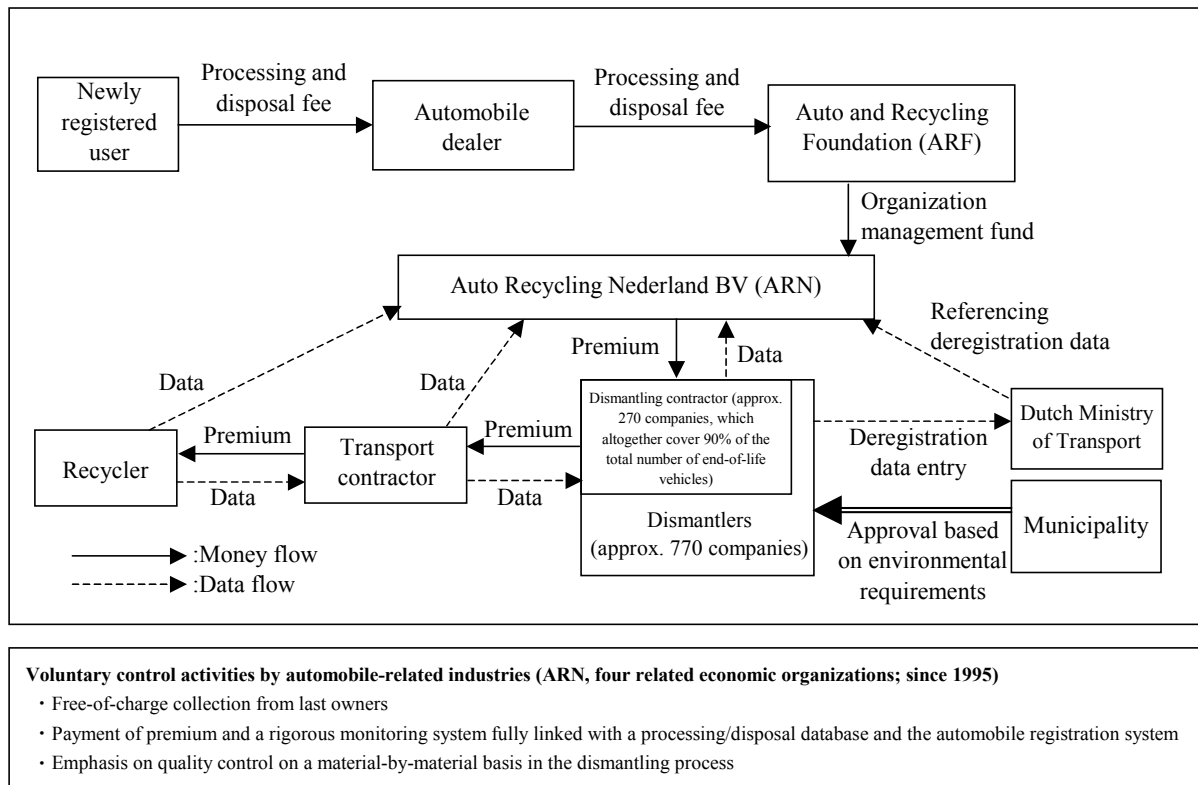 Newly
registered
user
Processing and
disposal fee
Automobile
dealer
Processing and
disposal fee
Auto and Recycling
Foundation (ARF)
Organization
management fund
Auto Recycling Nederland BV (ARN)
Referencing
deregistration data
Premium
Data
Data
Data
Dismantling contractor (approx.
270 companies, which
altogether cover 90% of the
total number of end-of-life
vehicles)
Dutch Ministry
of Transport
Premium
Premium
Recycler
Transport
contractor
Deregistration
data entry
Data
Data
Dismantlers
(approx. 770 companies)
Municipality
Approval based
on environmental
requirements
:Money flow
:Data flow
Voluntary control activities by automobile-related industries (ARN, four related economic organizations; since 1995)
・Free-of-charge collection from last owners
・Payment of premium and a rigorous monitoring system fully linked with a processing/disposal database and the automobile registration system
・Emphasis on quality control on a material-by-material basis in the dismantling process